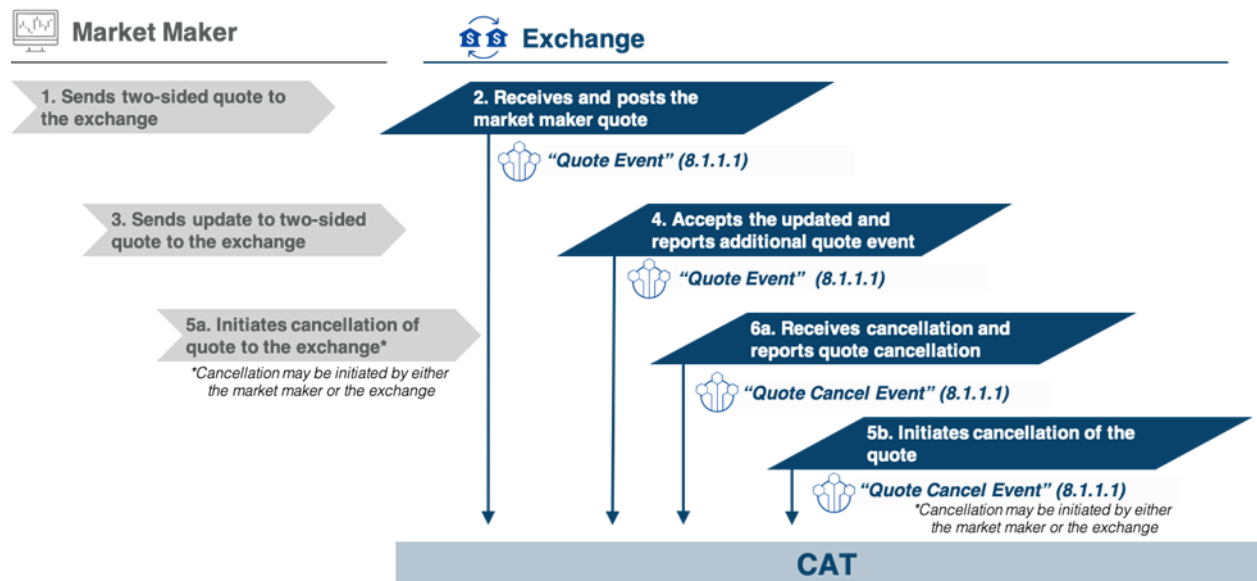 Market Maker
Exchange
1. Sends two-sided quote to
the exchange
2. Receives and posts the
market maker quote
“Quote Event” (8.1.1.1)
3. Sends update to two-sided
quote to the exchange
4. Accepts the updated and
reports additional quote event
“Quote Event” (8.1.1.1)
5a. Initiates cancellation of
quote to the exchange*
*Cancellation may be initiated by either
the market maker or the exchange
6a. Receives cancellation and
reports quote cancellation
“Quote Cancel Event” (8.1.1.1)
5b. Initiates cancellation of the
quote
“Quote Cancel Event” (8.1.1.1)
*Cancellation may be initiated by either
the market maker or the exchange
CAT